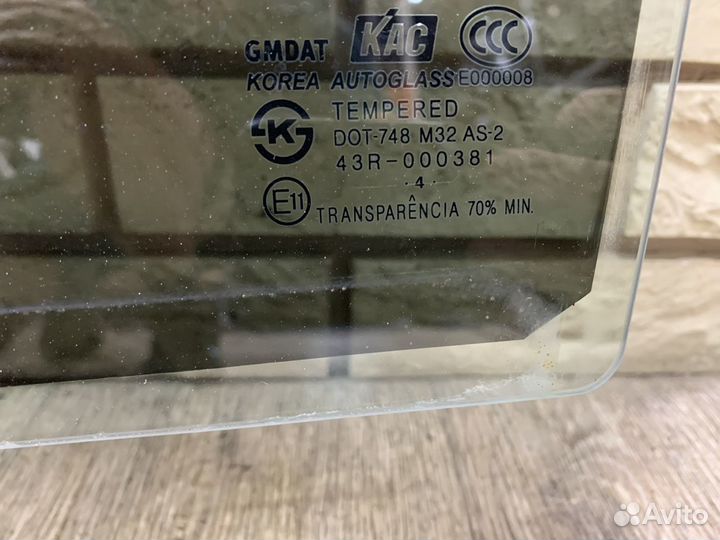 GMDAT KAC CCC
KOREA AUTOGLASS E000008
TEMPERED
DOT-748 M32 AS-2
43R-000381
·4·
E11 TRANSPARÊNCIA 70% MIN.
Avito